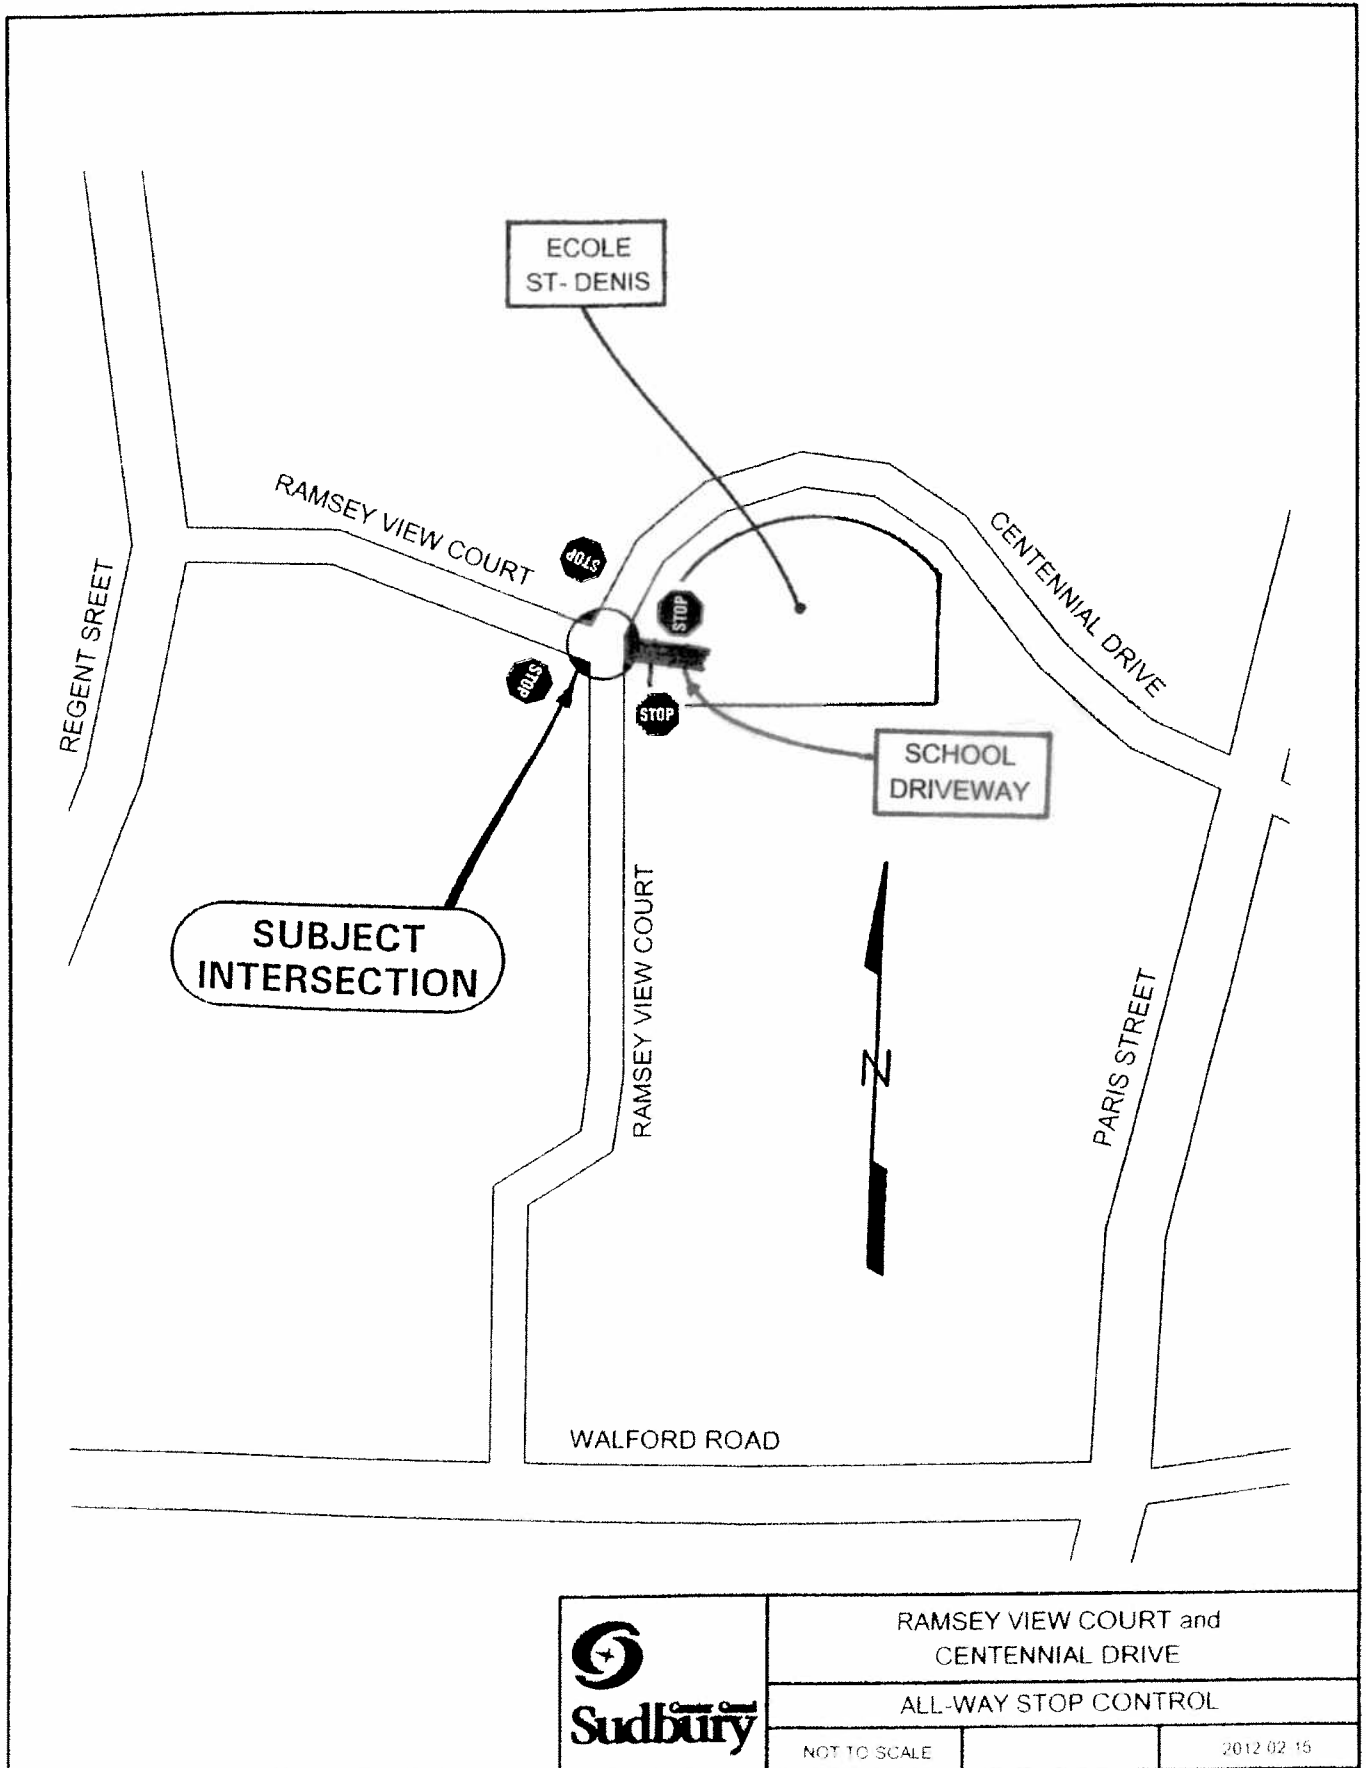 ECOLE
ST- DENIS
RAMSEY VIEW COURT
CENTENNIAL DRIVE
STOP
STOP
STOP
STOP
REGENT SREET
SCHOOL
DRIVEWAY
SUBJECT
INTERSECTION
RAMSEY VIEW COURT
N
PARIS STREET
WALFORD ROAD
RAMSEY VIEW COURT and
CENTENNIAL DRIVE
ALL-WAY STOP CONTROL
Greater Grand
Sudbury
NOT TO SCALE
2012 02 15